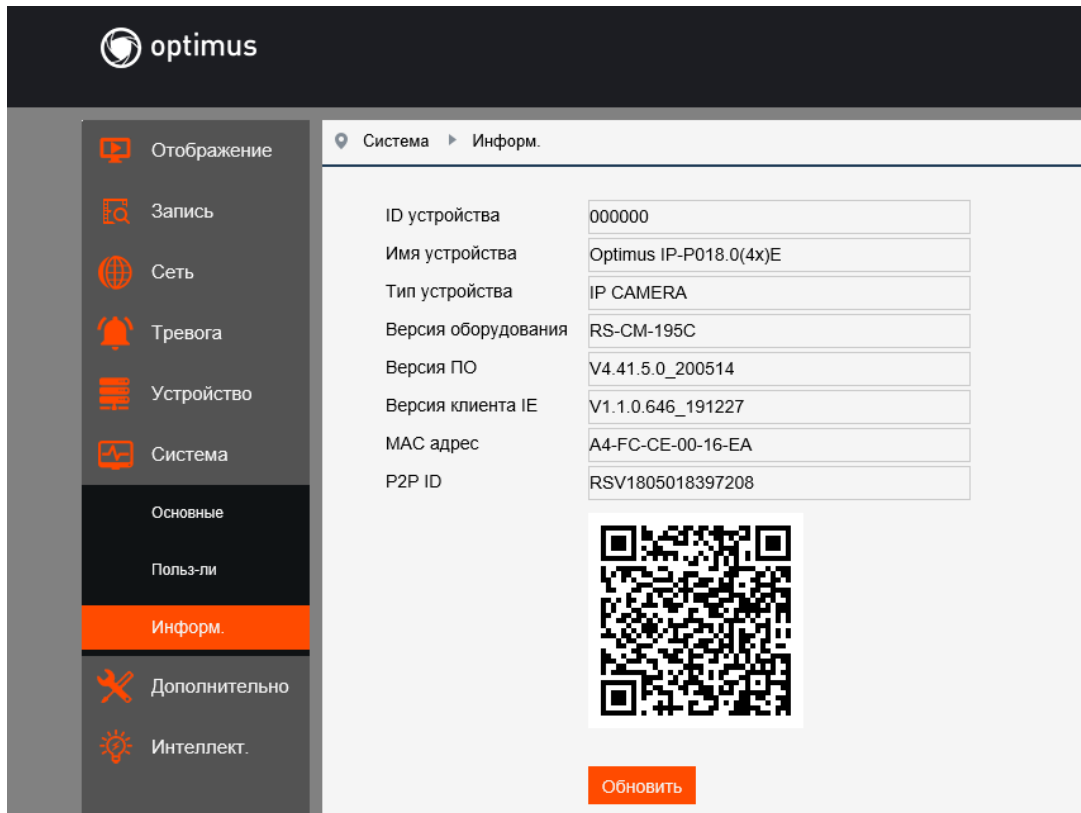 optimus
Отображение
Запись
Сеть
Тревога
Устройство
Система
Основные
Польз-ли
Информ.
Дополнительно
Интеллект.
Система Информ.
ID устройства 000000
Имя устройства Optimus IP-P018.0(4x)E
Тип устройства IP CAMERA
Версия оборудования RS-CM-195C
Версия ПО V4.41.5.0_200514
Версия клиента IE V1.1.0.646_191227
MAC адрес A4-FC-CE-00-16-EA
P2P ID RSV1805018397208
Обновить